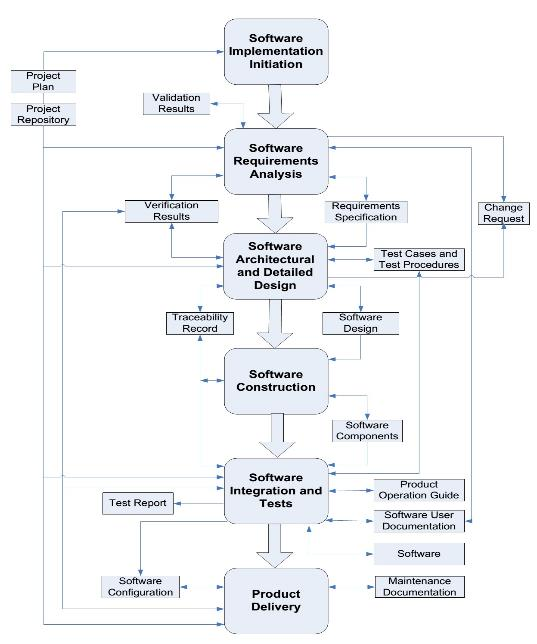 Software
Implementation
Initiation
Project
Plan
Project
Repository
Validation
Results
Software
Requirements
Analysis
Verification
Results
Requirements
Specification
Change
Request
Software
Architectural
and Detailed
Design
Test Cases and
Test Procedures
Traceability
Record
Software
Design
Software
Construction
Software
Components
Software
Integration and
Tests
Product
Operation Guide
Test Report
Software User
Documentation
Software
Software
Configuration
Product
Delivery
Maintenance
Documentation